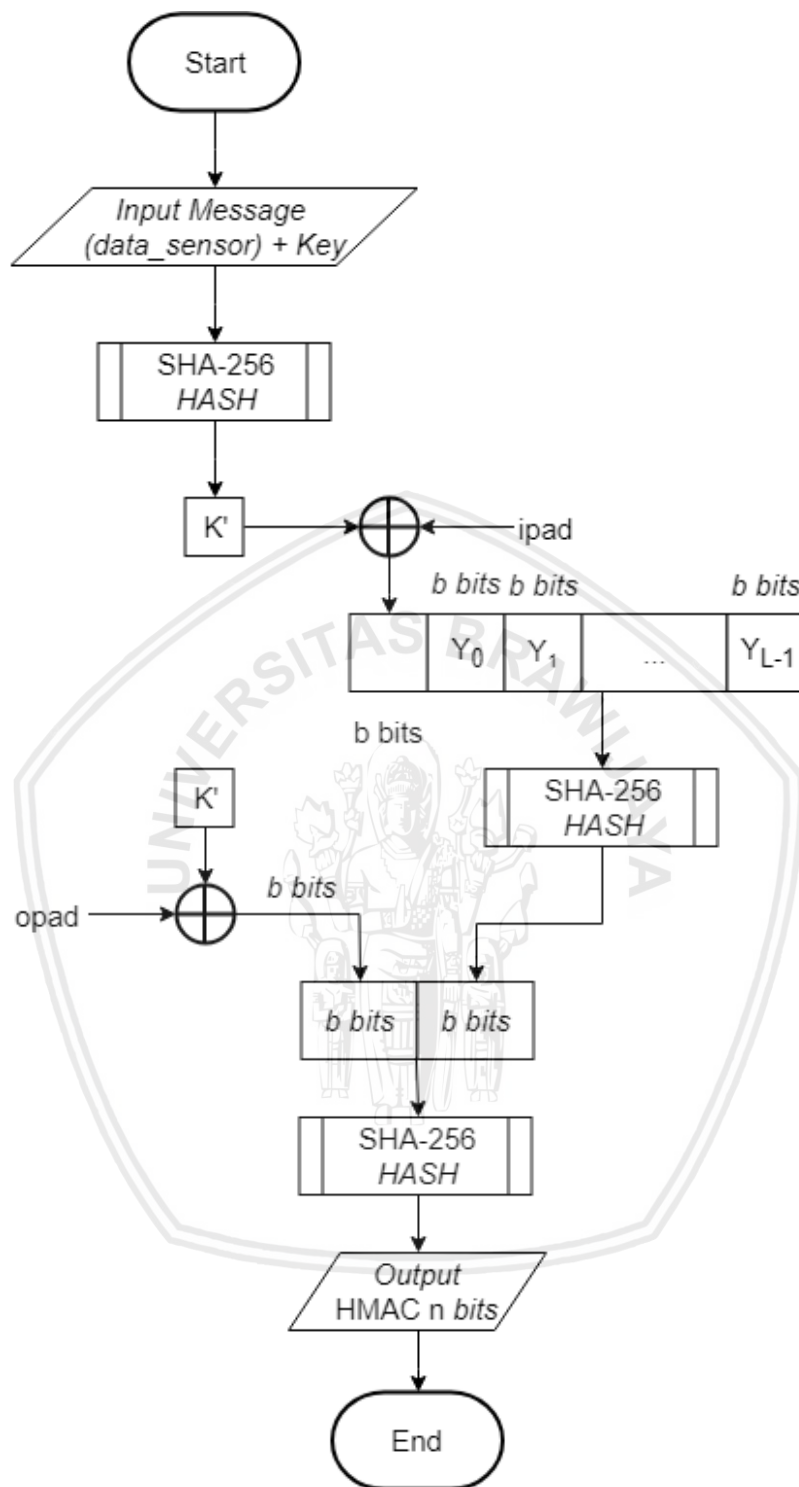 Start
Input Message
(data_sensor) + Key
SHA-256
HASH
K'
ipad
b bits b bits
b bits
Y0
Y1
...
YL-1
b bits
SHA-256
HASH
K'
b bits
opad
b bits
b bits
SHA-256
HASH
Output
HMAC n bits
End
UNIVERSITAS BRAWIJAYA